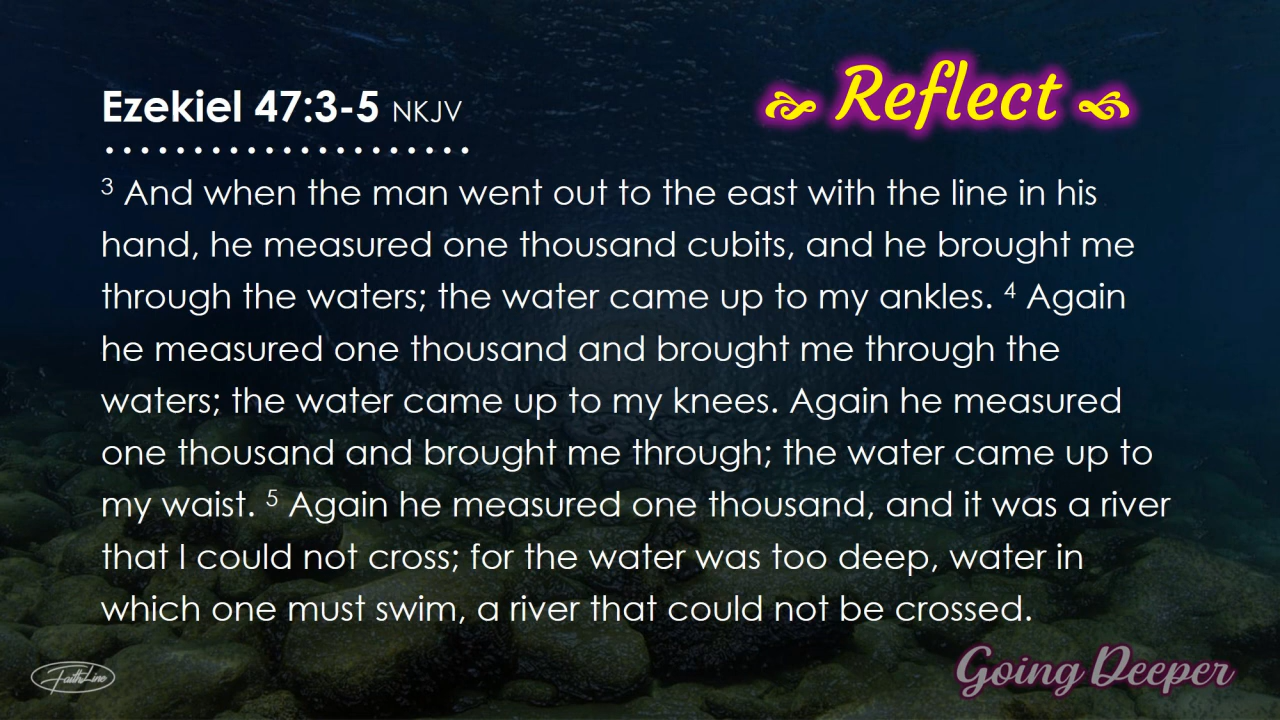 Ezekiel 47:3-5 NKJV
Reflect
3 And when the man went out to the east with the line in his
hand, he measured one thousand cubits, and he brought me
through the waters; the water came up to my ankles. 4 Again
he measured one thousand and brought me through the
waters; the water came up to my knees. Again he measured
one thousand and brought me through; the water came up to
my waist. 5 Again he measured one thousand, and it was a river
that I could not cross; for the water was too deep, water in
which one must swim, a river that could not be crossed.
FaithLine
Going Deeper